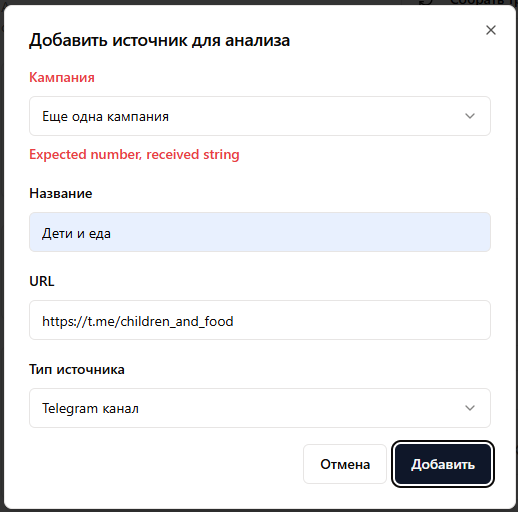 Добавить источник для анализа
Кампания
Еще одна кампания
Expected number, received string
Название
Дети и еда
URL
https://t.me/children_and_food
Тип источника
Telegram канал
Отмена
Добавить